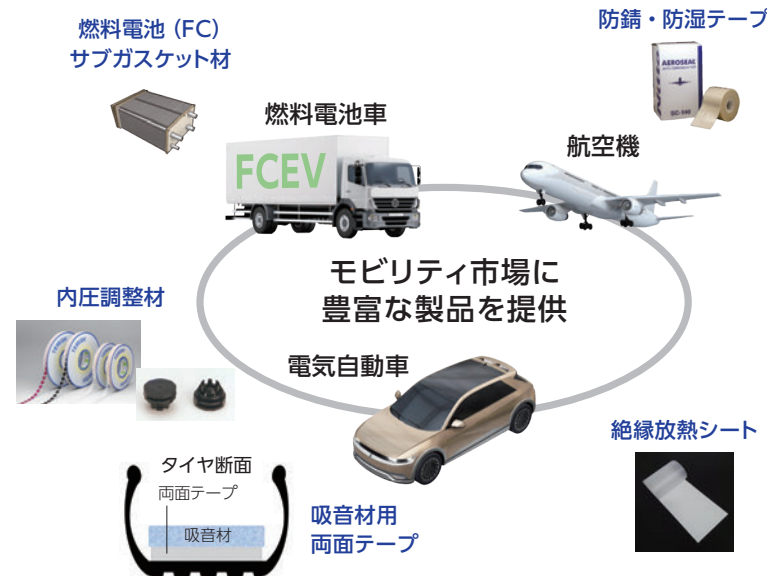 燃料電池（FC）
サブガスケット材
防錆・防湿テープ
AEROSEAL
燃料電池車
航空機
FCEV
モビリティ市場に
豊富な製品を提供
内圧調整材
電気自動車
絶縁放熱シート
タイヤ断面
両面テープ
吸音材
吸音材用
両面テープ